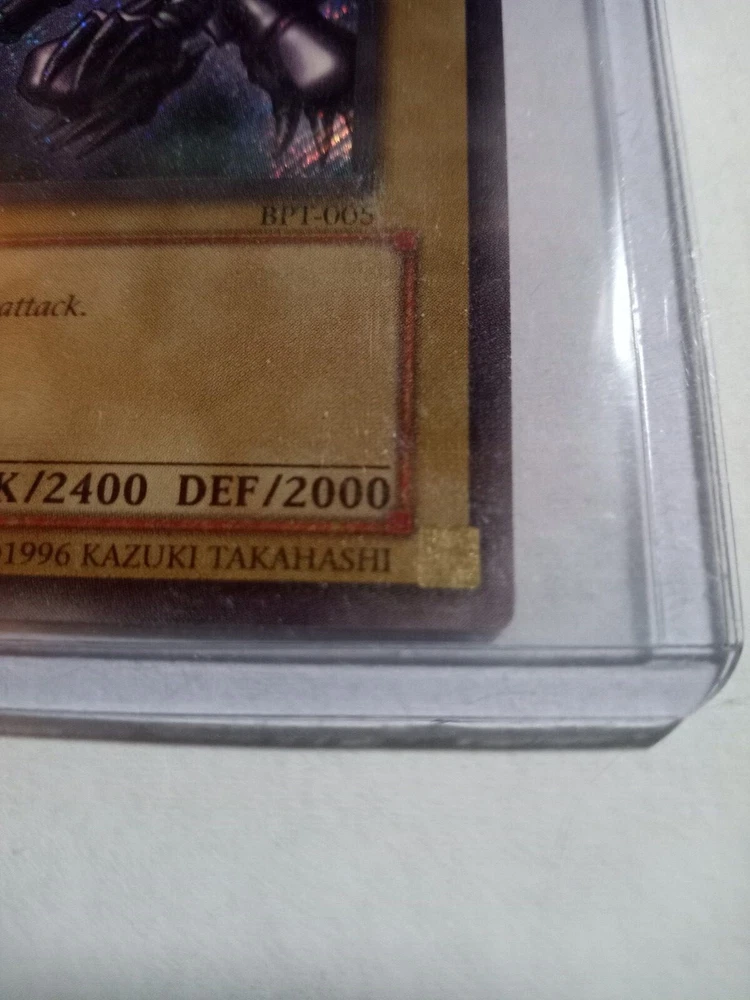 BPT-005
attack.
K/2400 DEF/2000
©1996 KAZUKI TAKAHASHI